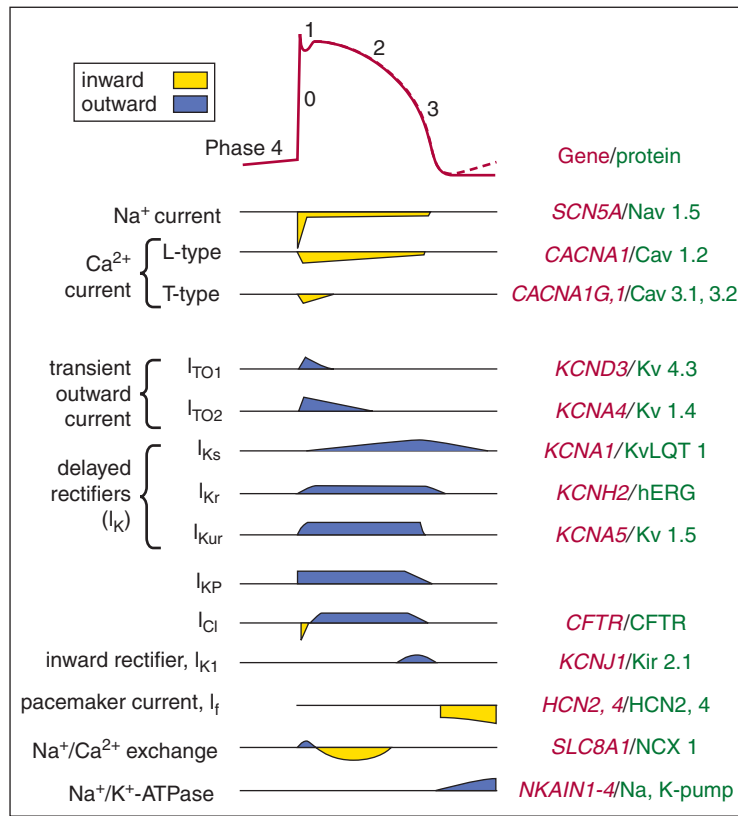 1
2
inward
outward
0
3
Phase 4
Gene/protein
Na+ current
SCN5A/Nav 1.5
Ca2+ current
L-type
CACNA1/Cav 1.2
T-type
CACNA1G,1/Cav 3.1, 3.2
transient
outward
current
ITO1
KCND3/Kv 4.3
ITO2
KCNA4/Kv 1.4
delayed
rectifiers
(IK)
IKs
KCNA1/KvLQT 1
IKr
KCNH2/hERG
IKur
KCNA5/Kv 1.5
IKP
ICl
CFTR/CFTR
inward rectifier, IK1
KCNJ1/Kir 2.1
pacemaker current, If
HCN2, 4/HCN2, 4
Na+/Ca2+ exchange
SLC8A1/NCX 1
Na+/K+-ATPase
NKAIN1-4/Na, K-pump